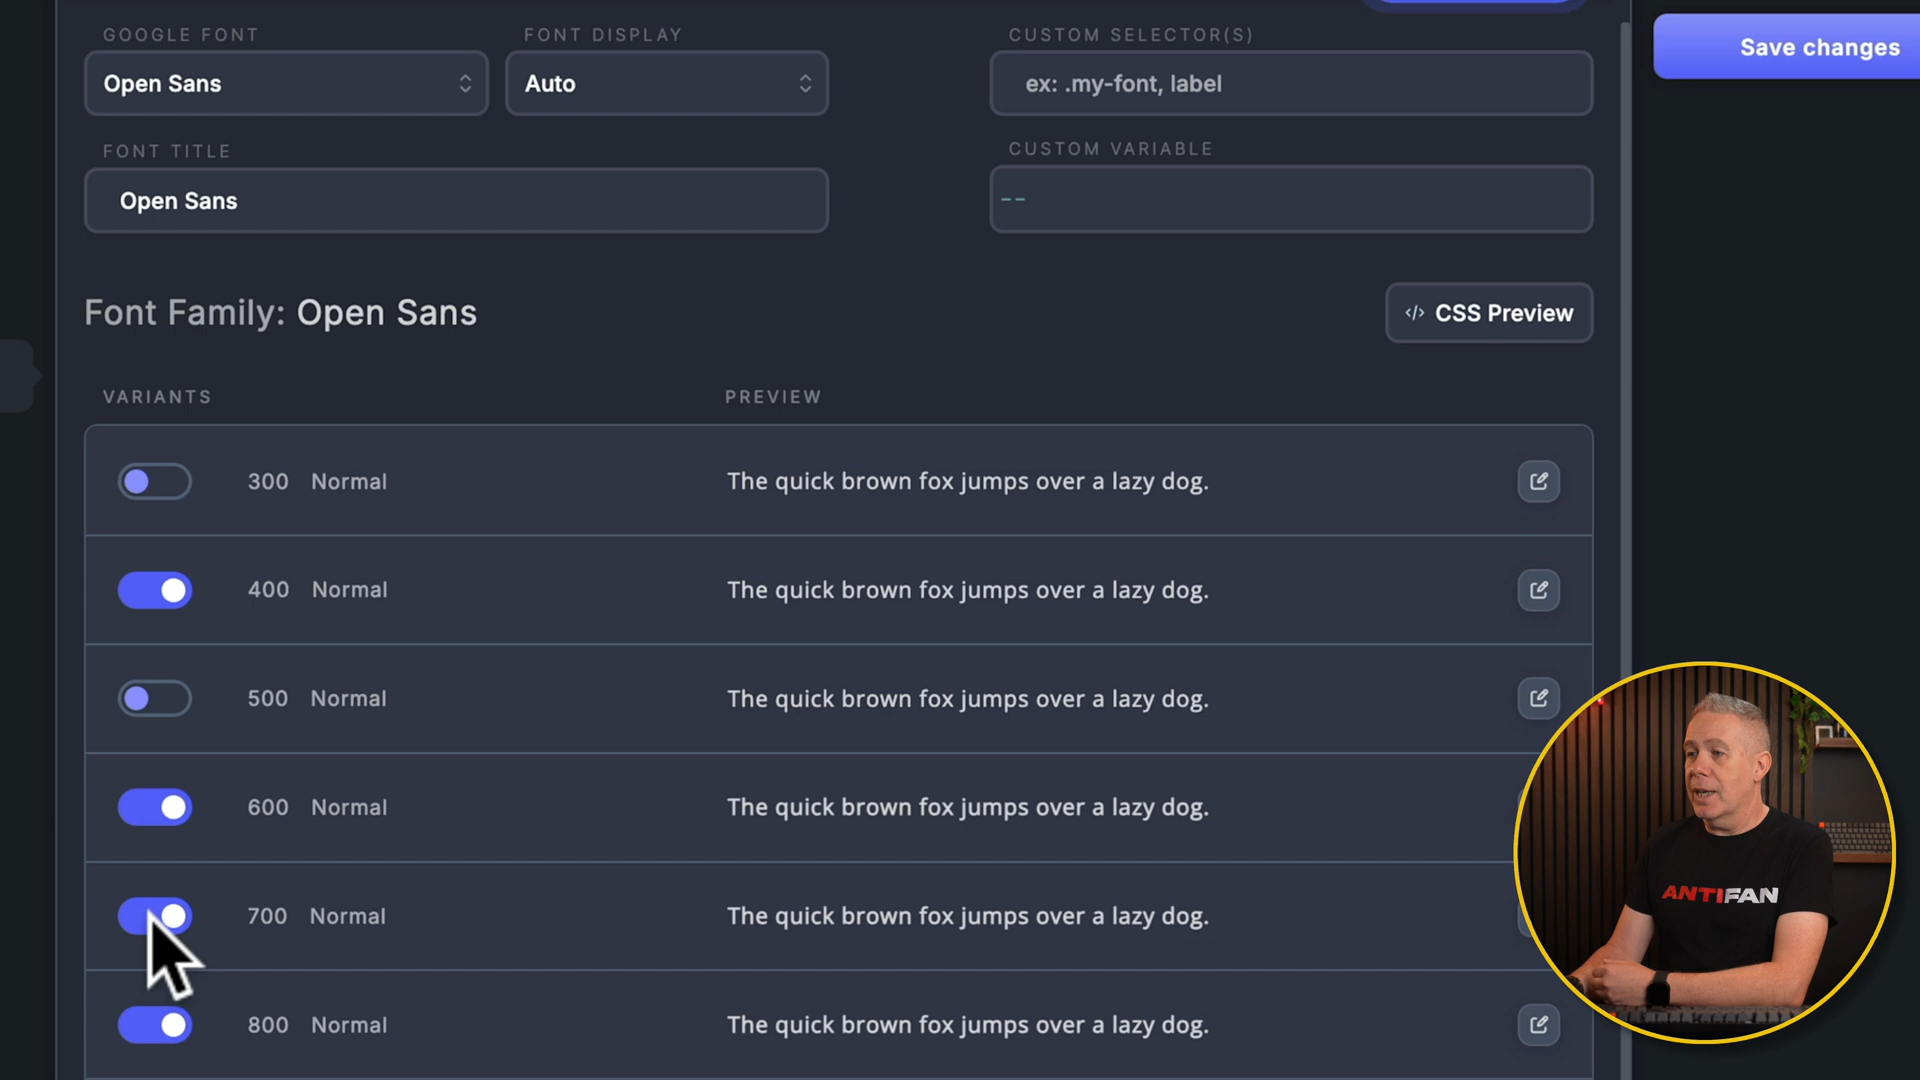 GOOGLE FONT
FONT DISPLAY
CUSTOM SELECTOR(S)
Save changes
Open Sans
Auto
ex: .my-font, label
FONT TITLE
CUSTOM VARIABLE
Open Sans
--
Font Family: Open Sans
</> CSS Preview
VARIANTS
PREVIEW
300 Normal
The quick brown fox jumps over a lazy dog.
400 Normal
The quick brown fox jumps over a lazy dog.
500 Normal
The quick brown fox jumps over a lazy dog.
600 Normal
The quick brown fox jumps over a lazy dog.
700 Normal
The quick brown fox jumps over a lazy dog.
800 Normal
The quick brown fox jumps over a lazy dog.
ANTIFAN